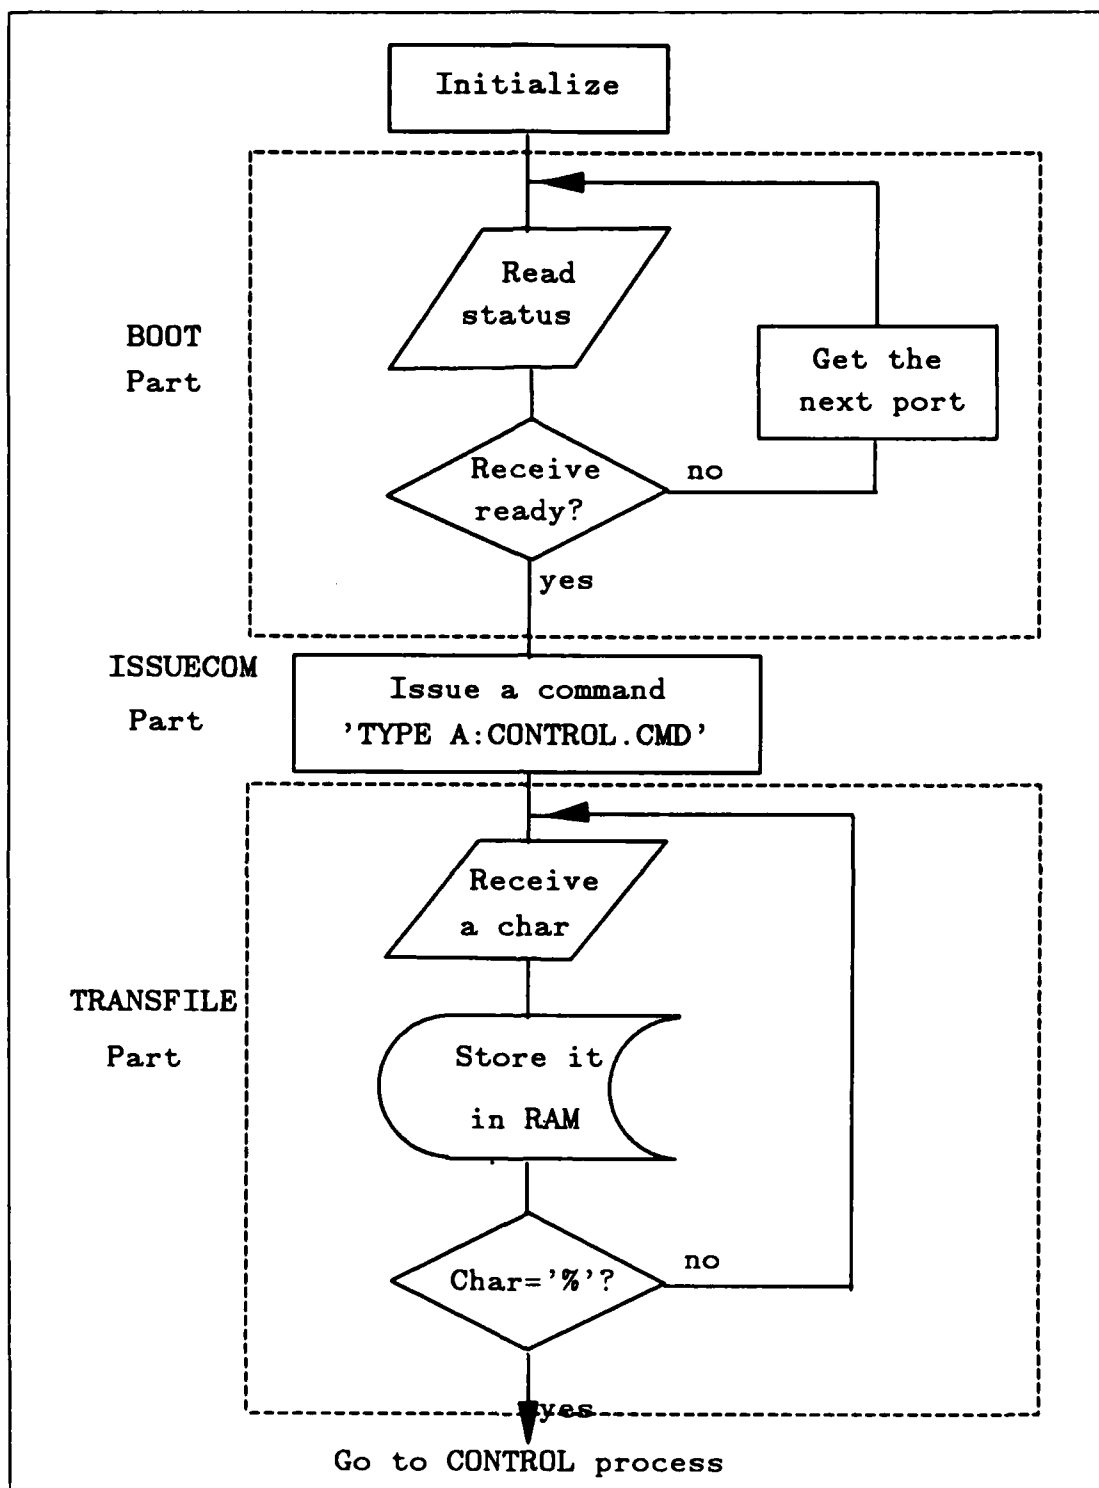 Initialize
Read
status
BOOT
Part
Get the
next port
Receive
ready?
no
yes
ISSUECOM
Part
Issue a command
'TYPE A:CONTROL.CMD'
Receive
a char
TRANSFILE
Part
Store it
in RAM
Char='%'?
no
yes
Go to CONTROL process